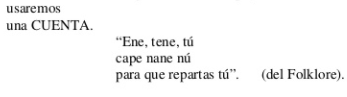 usaremos
una CUENTA.
“Ene, tene, tú
cape nane nú
para que repartas tú”. (del Folklore).